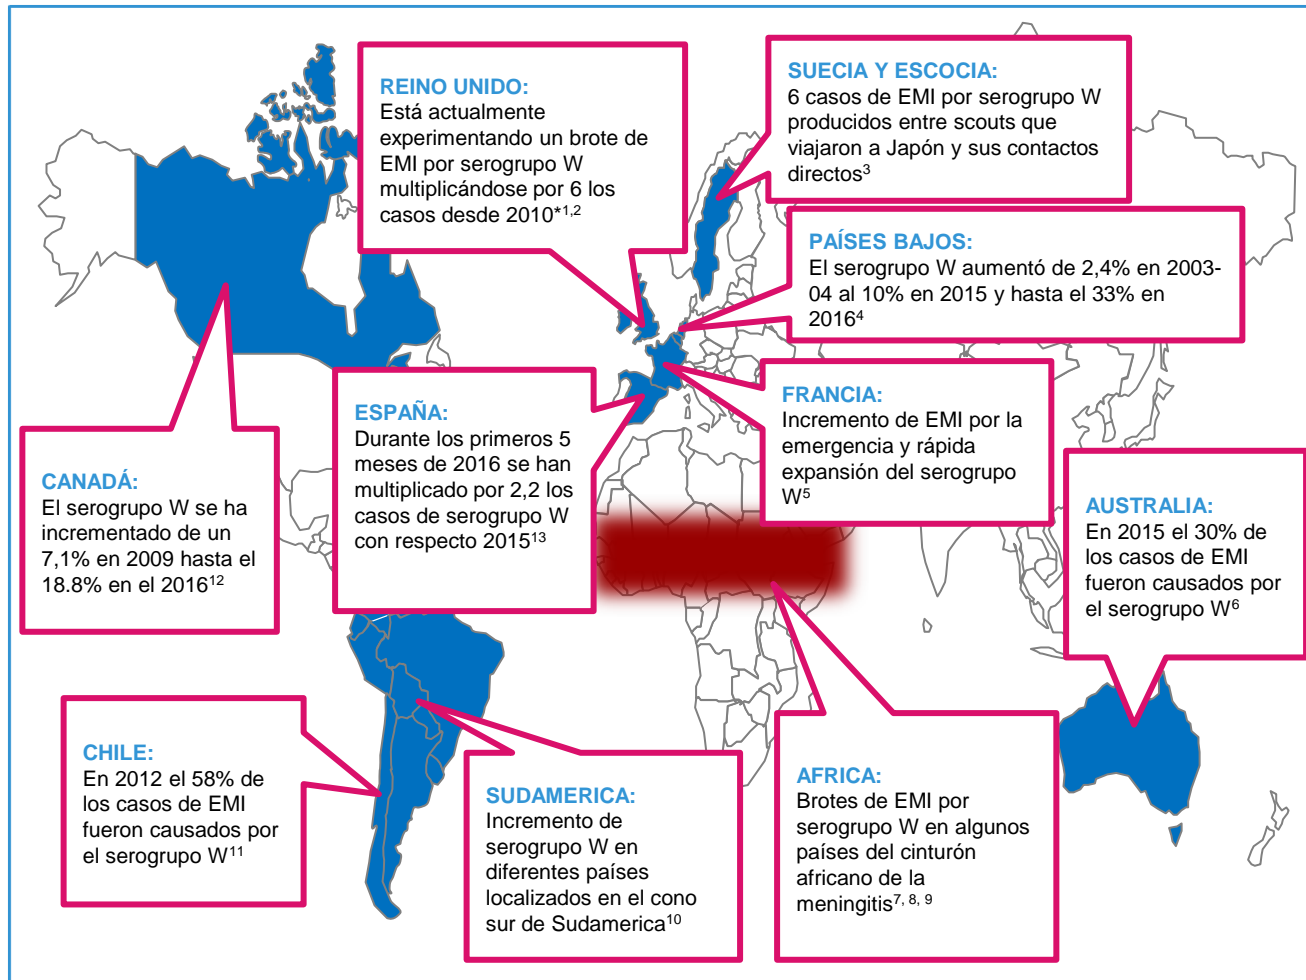 REINO UNIDO:
Está actualmente
experimentando un brote de
EMI por serogrupo W
multiplicándose por 6 los
casos desde 2010*1,2
SUECIA Y ESCOCIA:
6 casos de EMI por serogrupo W
producidos entre scouts que
viajaron a Japón y sus contactos
directos3
PAÍSES BAJOS:
El serogrupo W aumentó de 2,4% en 2003-
04 al 10% en 2015 y hasta el 33% en
20164
FRANCIA:
Incremento de EMI por la
emergencia y rápida
expansión del serogrupo
W5
ESPAÑA:
Durante los primeros 5
meses de 2016 se han
multiplicado por 2,2 los
casos de serogrupo W
con respecto 201513
CANADÁ:
El serogrupo W se ha
incrementado de un
7,1% en 2009 hasta el
18.8% en el 201612
AUSTRALIA:
En 2015 el 30% de
los casos de EMI
fueron causados por
el serogrupo W6
CHILE:
En 2012 el 58% de
los casos de EMI
fueron causados por
el serogrupo W11
SUDAMERICA:
Incremento de
serogrupo W en
diferentes países
localizados en el cono
sur de Sudamerica10
AFRICA:
Brotes de EMI por
serogrupo W en algunos
países del cinturón
africano de la
meningitis7, 8, 9